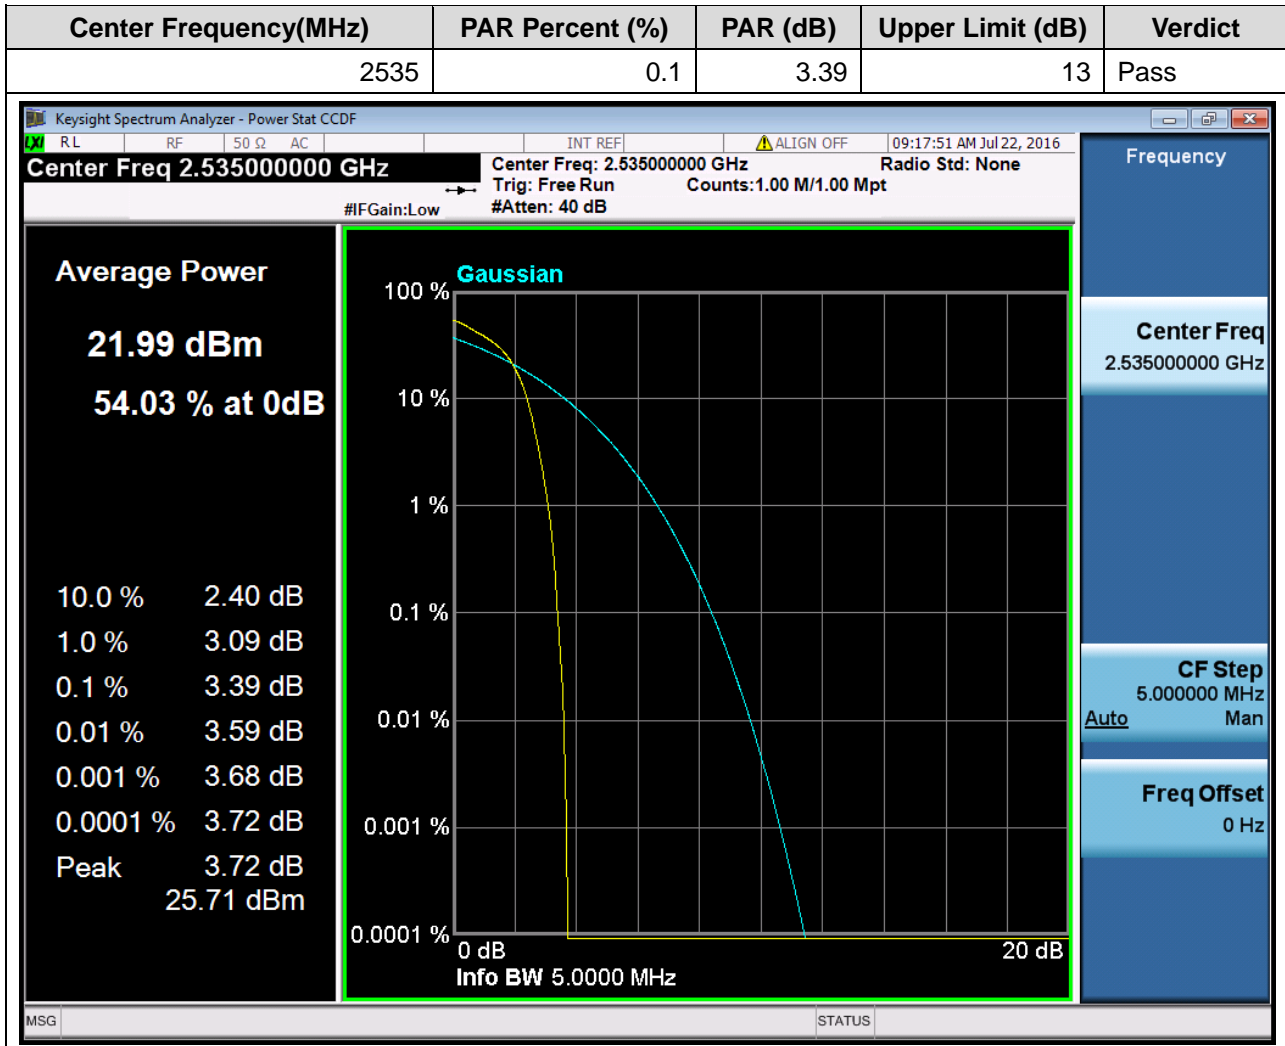 Center Frequency(MHz) PAR Percent (%) PAR (dB) Upper Limit (dB) Verdict
2535 0.1 3.39 13 Pass
Keysight Spectrum Analyzer - Power Stat CCDF
LXI RL RF 50 Ω AC INT REF ALIGN OFF 09:17:51 AM Jul 22, 2016
Center Freq 2.535000000 GHz
Center Freq: 2.535000000 GHz Radio Std: None
Trig: Free Run Counts:1.00 M/1.00 Mpt
#IFGain:Low #Atten: 40 dB
Average Power
21.99 dBm
54.03 % at 0dB
10.0 % 2.40 dB
1.0 % 3.09 dB
0.1 % 3.39 dB
0.01 % 3.59 dB
0.001 % 3.68 dB
0.0001 % 3.72 dB
Peak 3.72 dB
25.71 dBm
Gaussian
100 %
10 %
1 %
0.1 %
0.01 %
0.001 %
0.0001 %
0 dB 20 dB
Info BW 5.0000 MHz
Frequency
Center Freq
2.535000000 GHz
CF Step
5.000000 MHz
Auto Man
Freq Offset
0 Hz
MSG STATUS